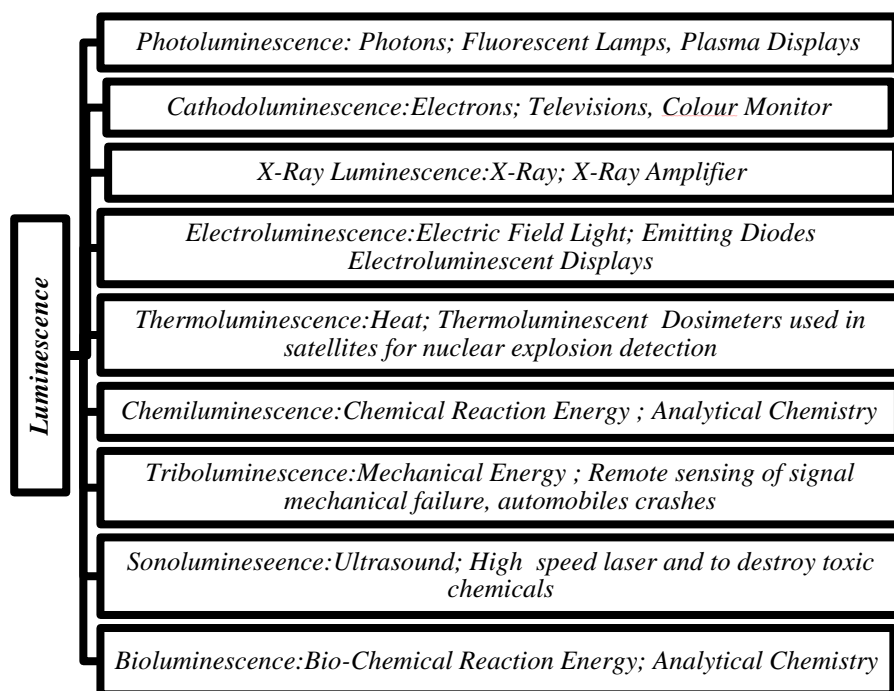 Luminescence
Photoluminescence: Photons; Fluorescent Lamps, Plasma Displays
Cathodoluminescence:Electrons; Televisions, Colour Monitor
X-Ray Luminescence:X-Ray; X-Ray Amplifier
Electroluminescence:Electric Field Light; Emitting Diodes
Electroluminescent Displays
Thermoluminescence:Heat; Thermoluminescent Dosimeters used in
satellites for nuclear explosion detection
Chemiluminescence:Chemical Reaction Energy ; Analytical Chemistry
Triboluminescence:Mechanical Energy ; Remote sensing of signal
mechanical failure, automobiles crashes
Sonolumineseence:Ultrasound; High speed laser and to destroy toxic
chemicals
Bioluminescence:Bio-Chemical Reaction Energy; Analytical Chemistry